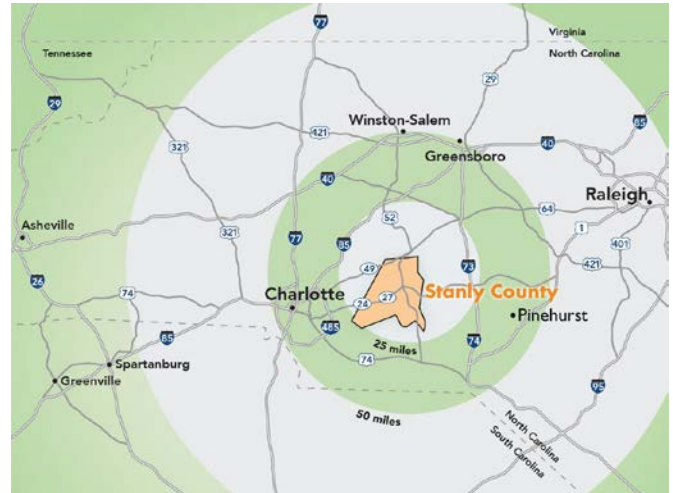 77
Virginia
Tennessee
North Carolina
29
29
Winston-Salem
85
421
40
321
Greensboro
40
Raleigh
64
52
1
401
Asheville
321
77
85
421
49
73
26
74
Charlotte
24
27
Stanly County
485
Pinehurst
85
25 miles
74
74
Spartanburg
Greenville
95
50 miles
North Carolina
South Carolina